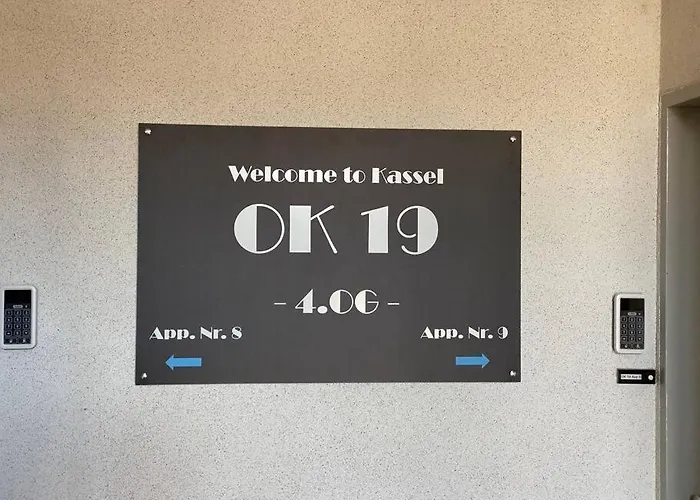 Welcome to Kassel
OK 19
- 4.OG -
App. Nr. 8
App. Nr. 9